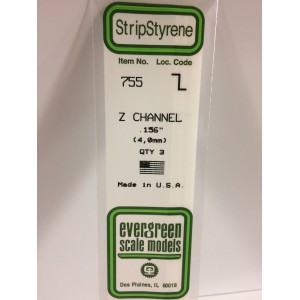 StripStyrene
Item No. Loc. Code
755
Z CHANNEL
.156"
(4,0mm)
QTY 3
Made in U.S.A.
evergreen
scale models
Des Plaines, IL 60018